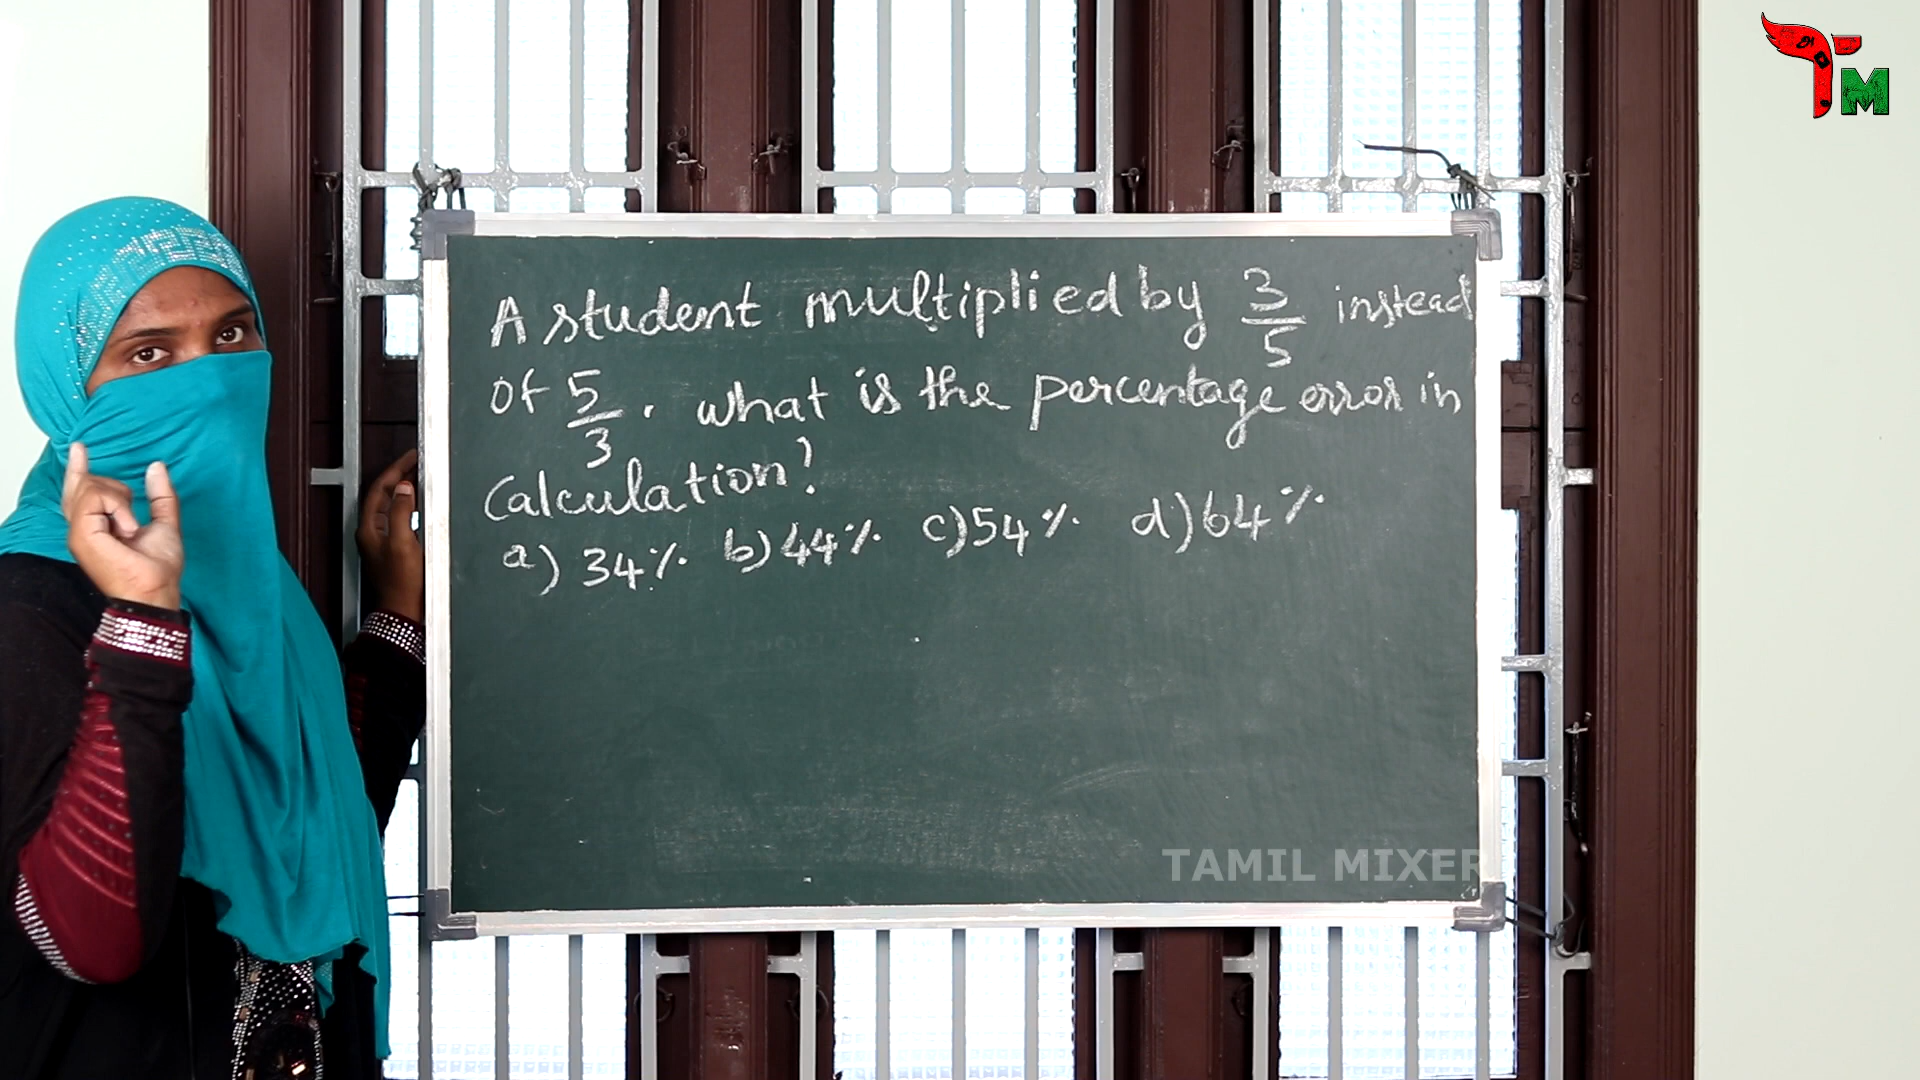 TM
A student multiplied by 3/5 instead
of 5/3. what is the percentage error in
Calculation?
a) 34% b) 44% c) 54% d) 64%
TAMIL MIXER